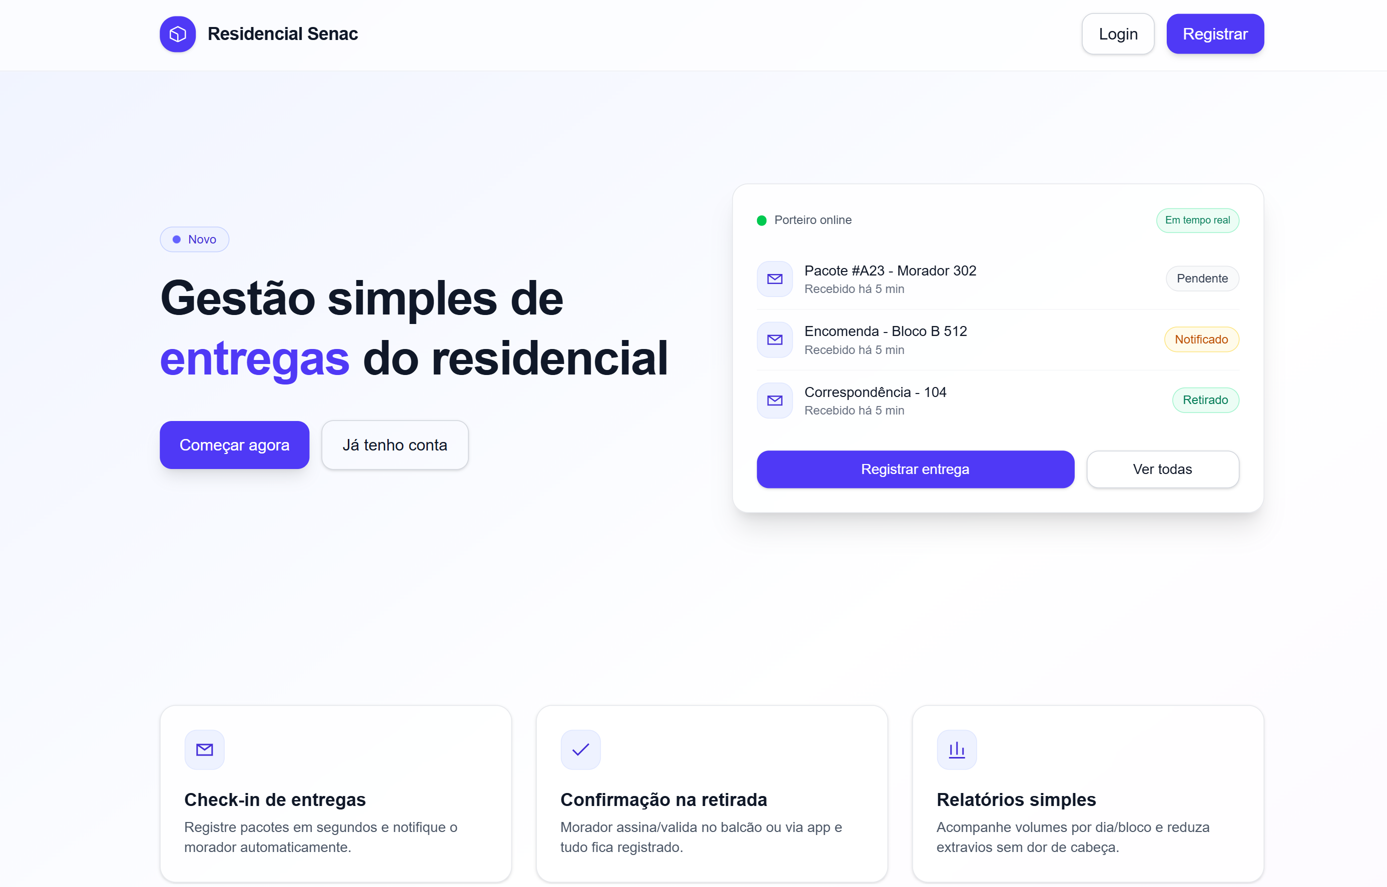 Residencial Senac
Login
Registrar
Novo
Gestão simples de
entregas do residencial
Começar agora
Já tenho conta
Porteiro online
Em tempo real
Pacote #A23 - Morador 302
Recebido há 5 min
Pendente
Encomenda - Bloco B 512
Recebido há 5 min
Notificado
Correspondência - 104
Recebido há 5 min
Retirado
Registrar entrega
Ver todas
Check-in de entregas
Registre pacotes em segundos e notifique o
morador automaticamente.
Confirmação na retirada
Morador assina/valida no balcão ou via app e
tudo fica registrado.
Relatórios simples
Acompanhe volumes por dia/bloco e reduza
extravios sem dor de cabeça.